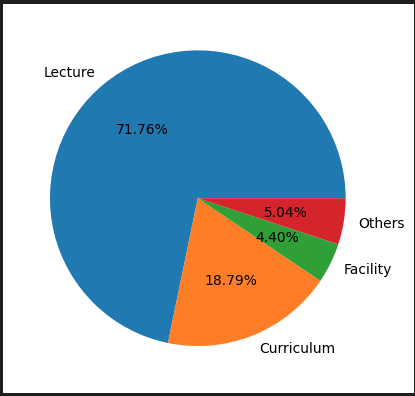 Lecture
71.76%
5.04%
Others
4.40%
Facility
18.79%
Curriculum